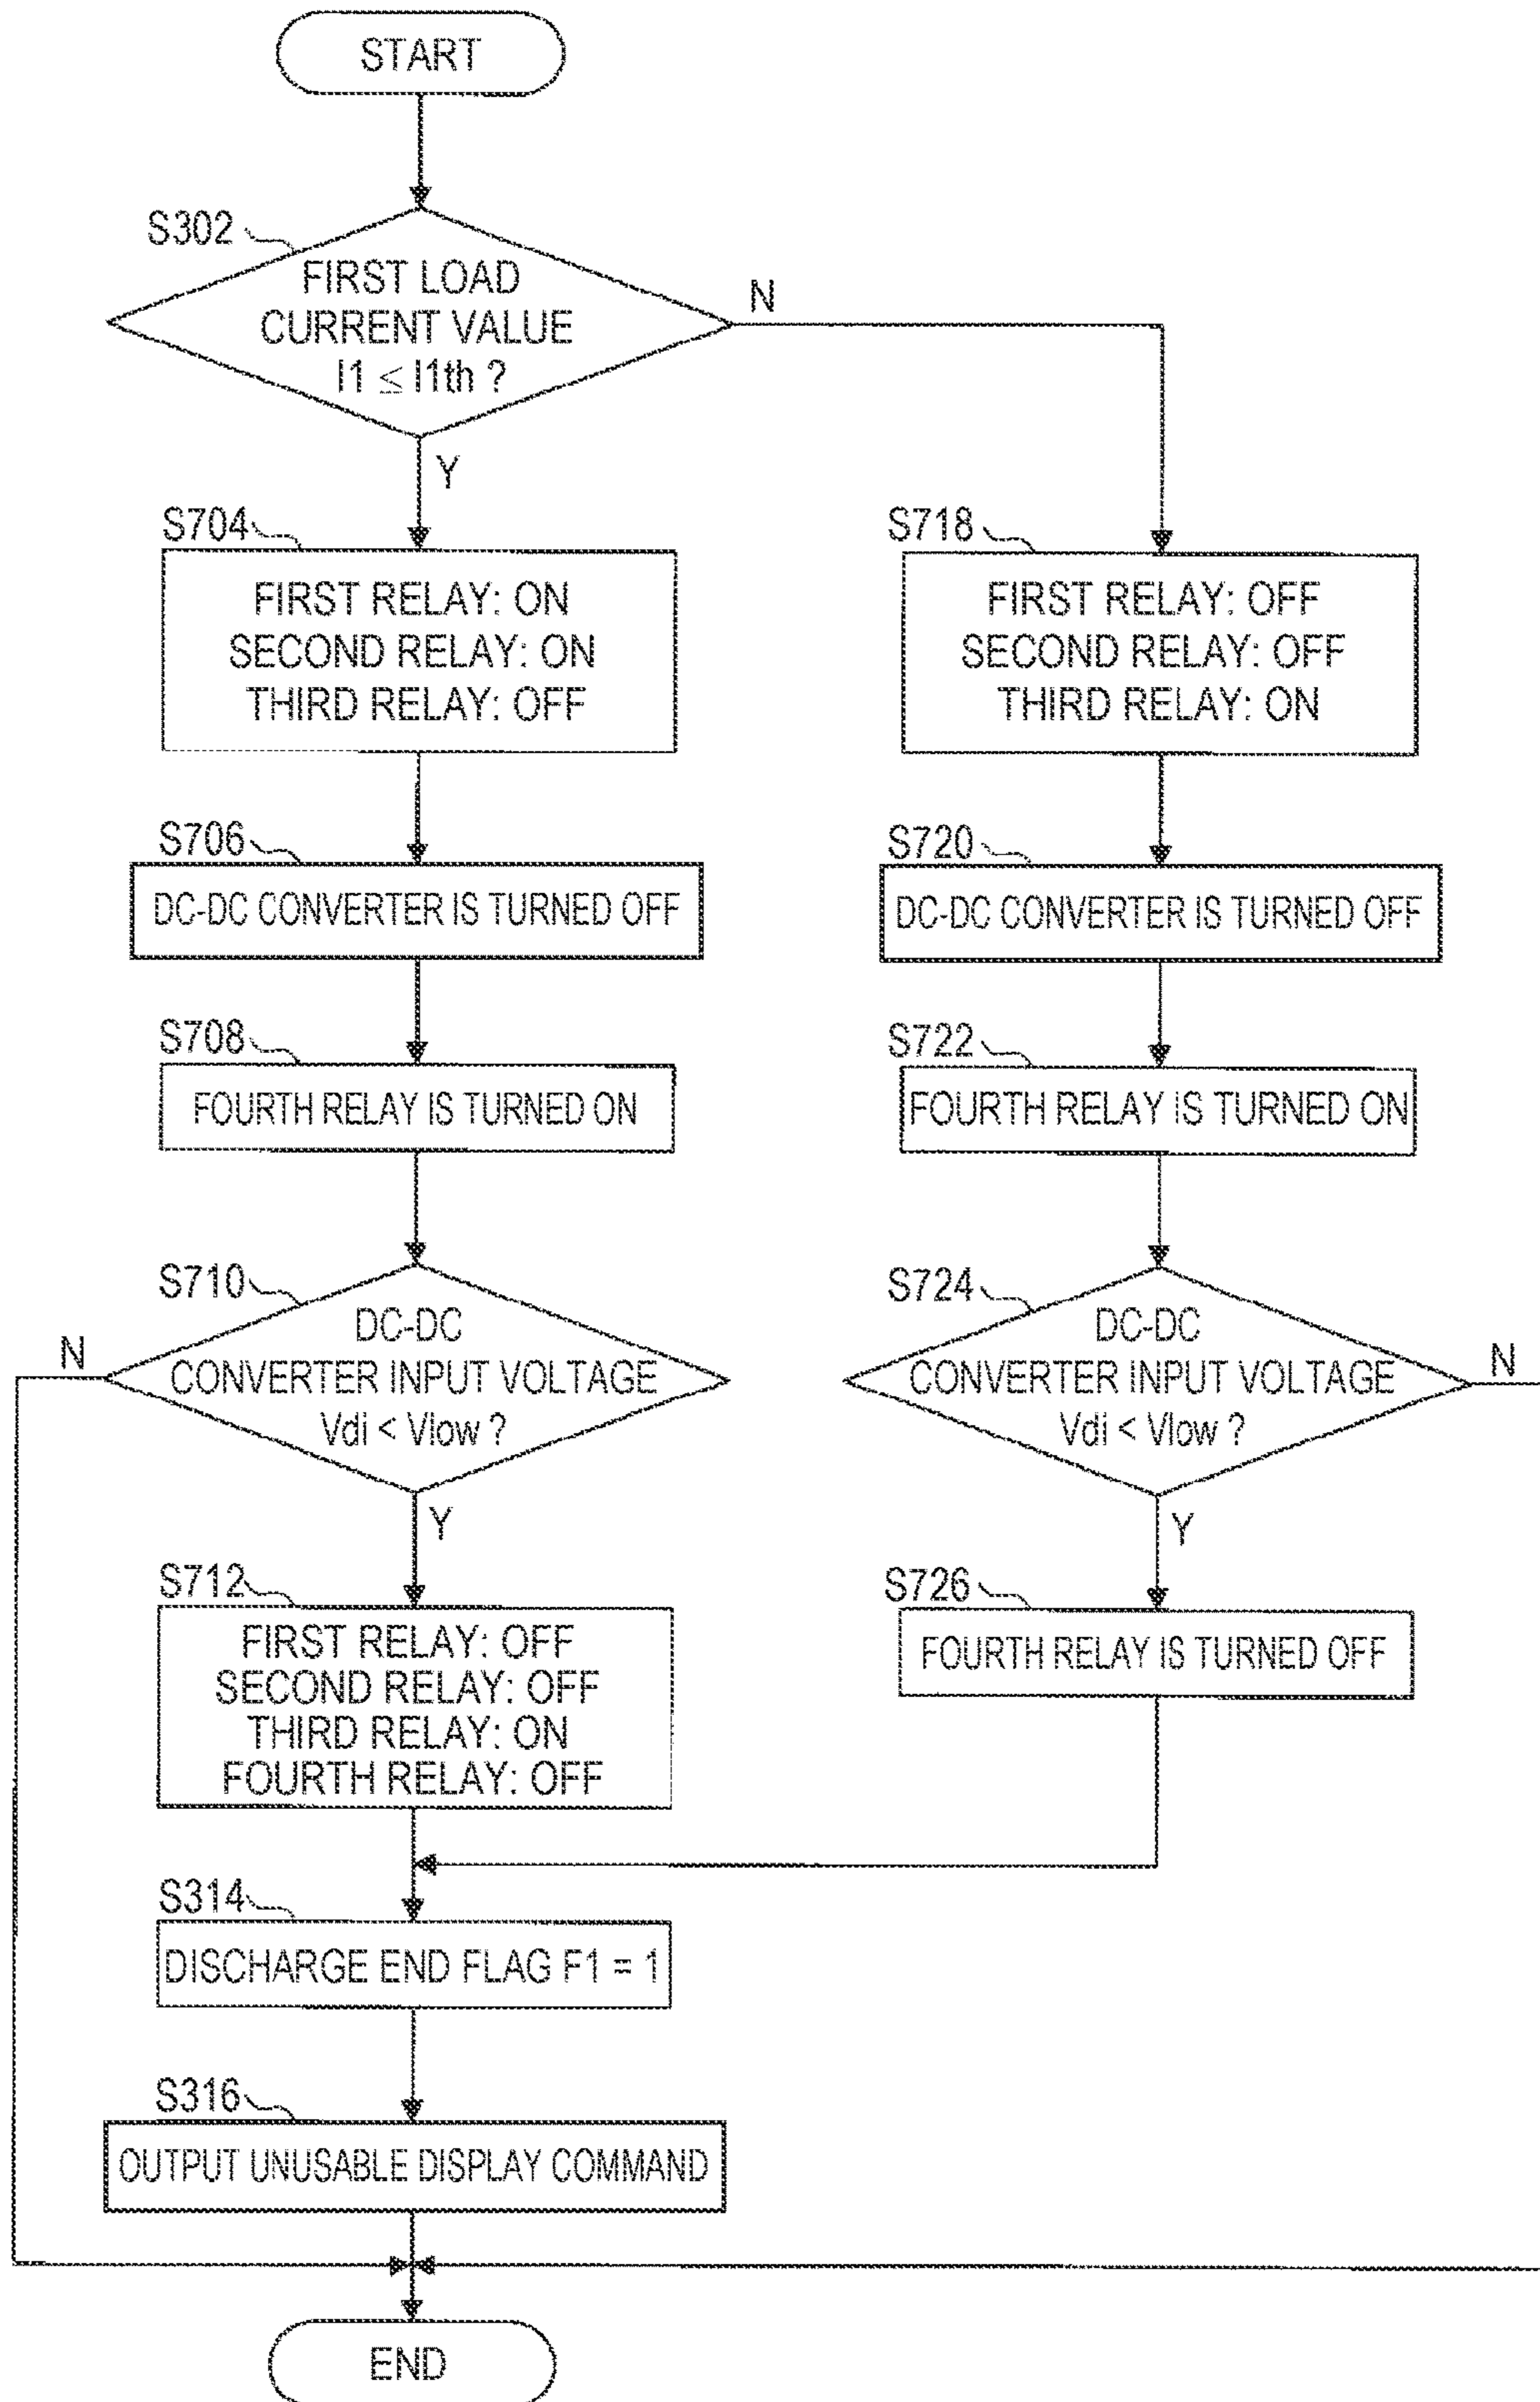 START
S302
FIRST LOAD
CURRENT VALUE
I1 ≤ I1th ?
N
Y
S704
FIRST RELAY: ON
SECOND RELAY: ON
THIRD RELAY: OFF
S718
FIRST RELAY: OFF
SECOND RELAY: OFF
THIRD RELAY: ON
S706
DC-DC CONVERTER IS TURNED OFF
S720
DC-DC CONVERTER IS TURNED OFF
S708
FOURTH RELAY IS TURNED ON
S722
FOURTH RELAY IS TURNED ON
S710
DC-DC
CONVERTER INPUT VOLTAGE
Vdi < Vlow ?
N
Y
S724
DC-DC
CONVERTER INPUT VOLTAGE
Vdi < Vlow ?
N
Y
S712
FIRST RELAY: OFF
SECOND RELAY: OFF
THIRD RELAY: ON
FOURTH RELAY: OFF
S726
FOURTH RELAY IS TURNED OFF
S314
DISCHARGE END FLAG F1 = 1
S316
OUTPUT UNUSABLE DISPLAY COMMAND
END